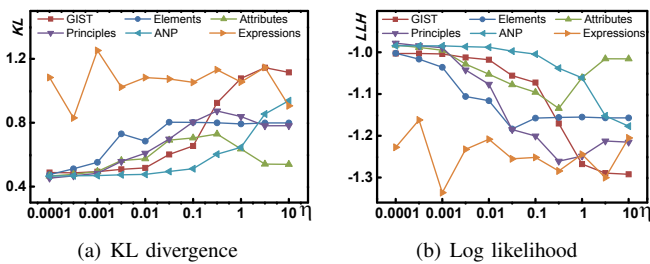 KL
GIST Elements Attributes
Principles ANP Expressions
1.2
0.8
0.4
0.0001 0.001 0.01 0.1 1 10 η
(a) KL divergence
LLH
GIST Elements Attributes
Principles ANP Expressions
-1.0
-1.1
-1.2
-1.3
0.0001 0.001 0.01 0.1 1 10 η
(b) Log likelihood